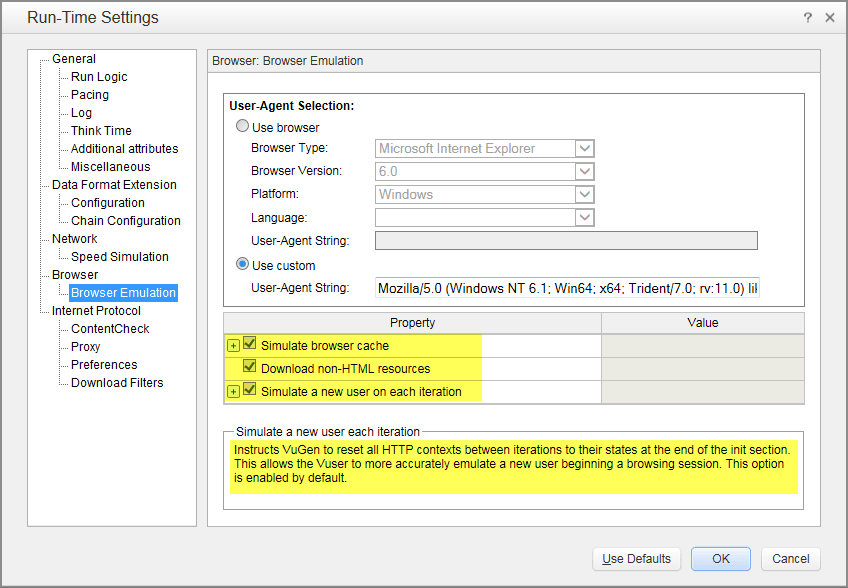 Run-Time Settings
? ×
General
Run Logic
Pacing
Log
Think Time
Additional attributes
Miscellaneous
Data Format Extension
Configuration
Chain Configuration
Network
Speed Simulation
Browser
Browser Emulation
Internet Protocol
ContentCheck
Proxy
Preferences
Download Filters
Browser: Browser Emulation
User-Agent Selection:
Use browser
Browser Type: Microsoft Internet Explorer
Browser Version: 6.0
Platform: Windows
Language:
User-Agent String:
Use custom
User-Agent String: Mozilla/5.0 (Windows NT 6.1; Win64; x64; Trident/7.0; rv:11.0)
Property Value
Simulate browser cache
Download non-HTML resources
Simulate a new user on each iteration
Simulate a new user each iteration
Instructs VuGen to reset all HTTP contexts between iterations to their states at the end of the init section.
This allows the Vuser to more accurately emulate a new user beginning a browsing session. This option
is enabled by default.
Use Defaults OK Cancel